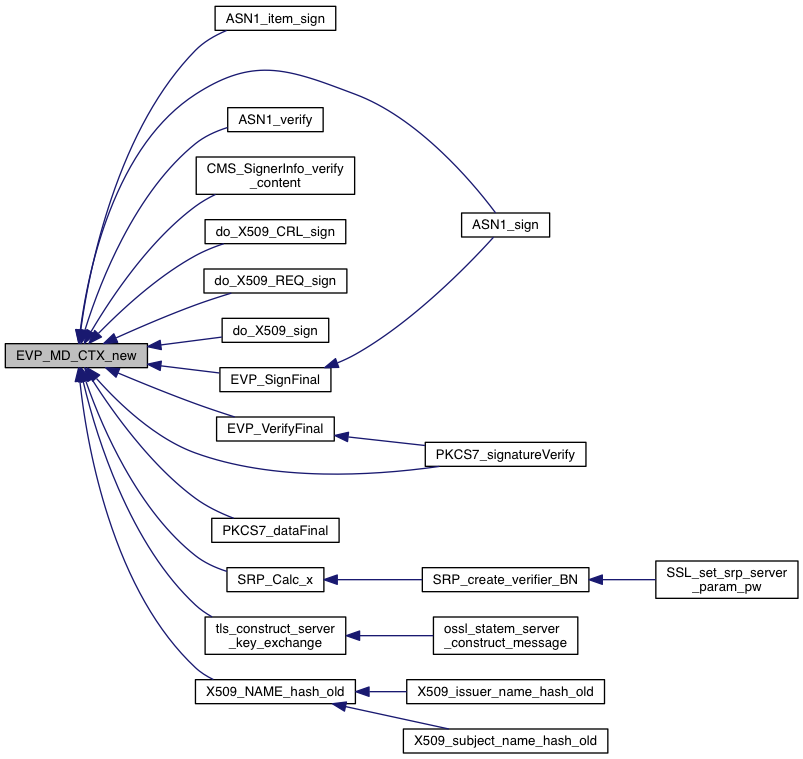 ASN1_item_sign
ASN1_verify
CMS_SignerInfo_verify
_content
ASN1_sign
do_X509_CRL_sign
do_X509_REQ_sign
do_X509_sign
EVP_MD_CTX_new
EVP_SignFinal
EVP_VerifyFinal
PKCS7_signatureVerify
PKCS7_dataFinal
SRP_Calc_x
SRP_create_verifier_BN
SSL_set_srp_server
_param_pw
tls_construct_server
_key_exchange
ossl_statem_server
_construct_message
X509_NAME_hash_old
X509_issuer_name_hash_old
X509_subject_name_hash_old